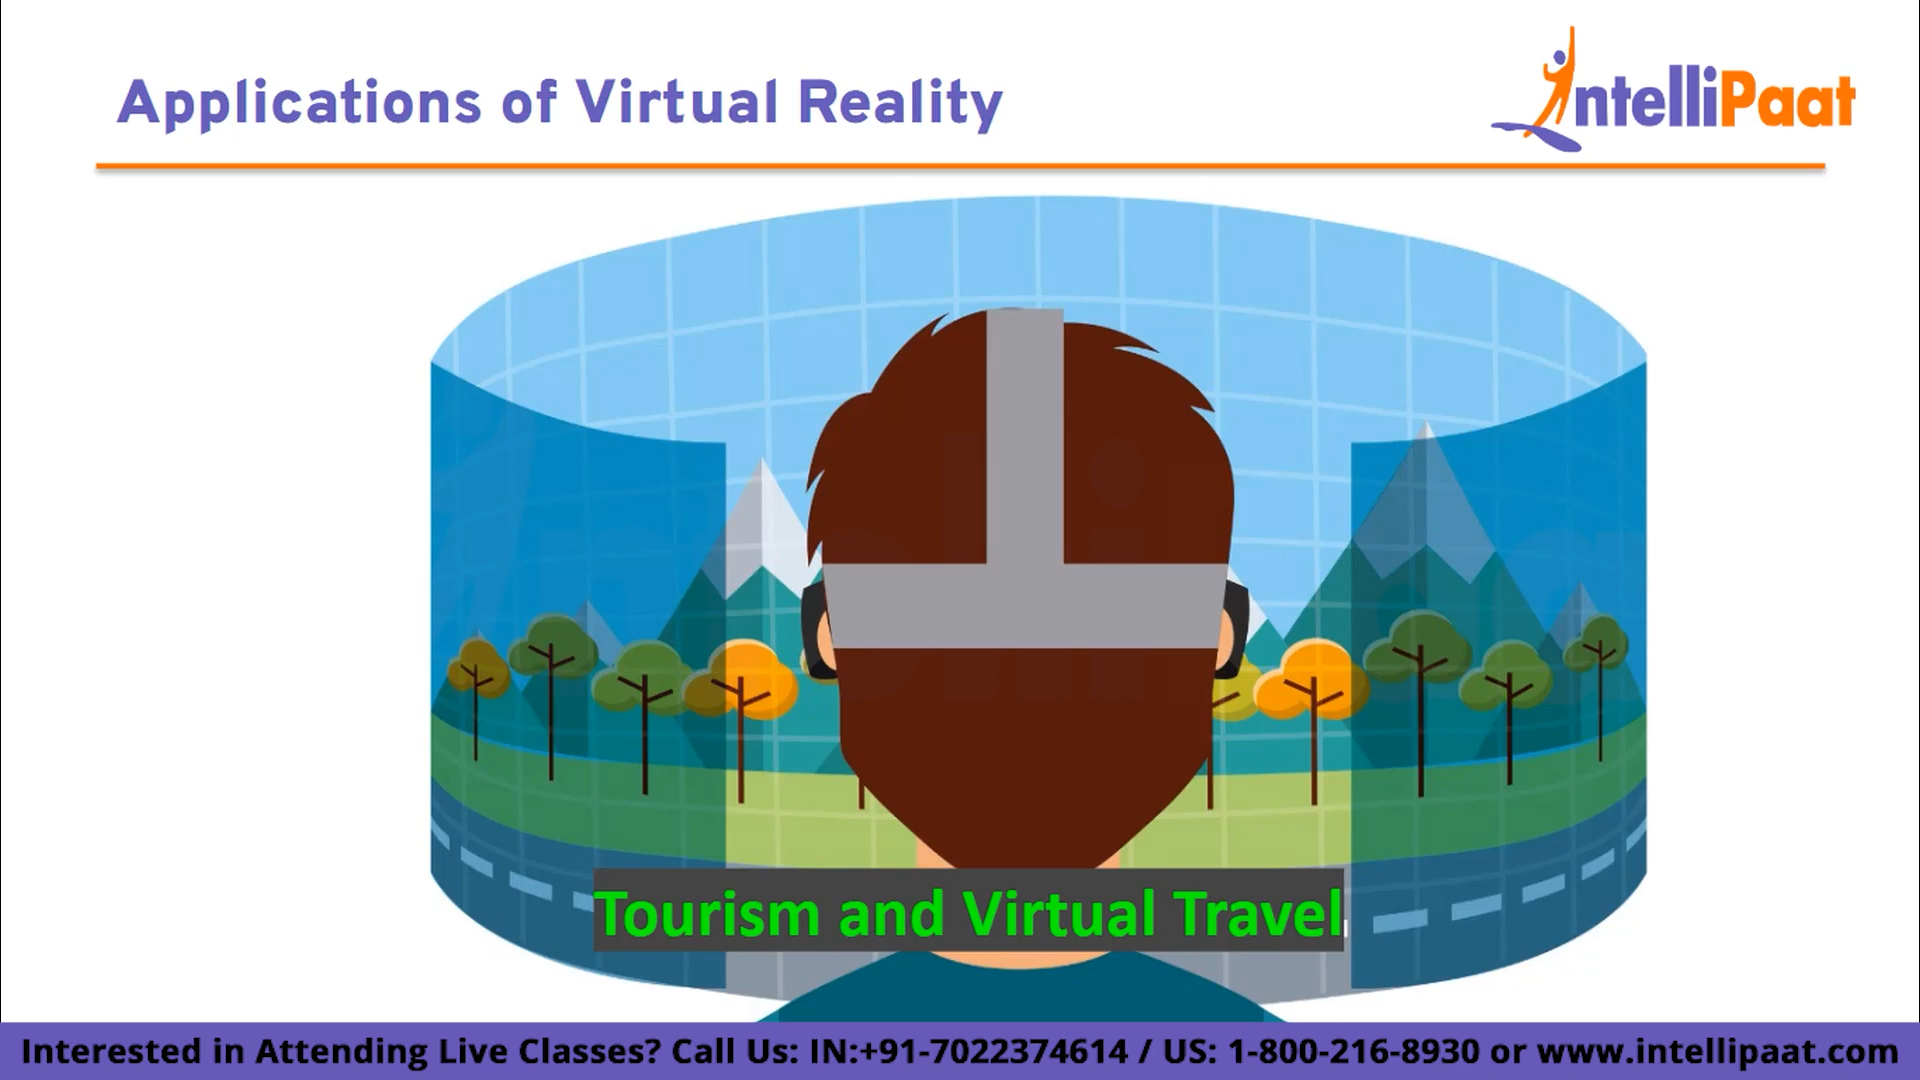 Applications of Virtual Reality
IntelliPaat
Tourism and Virtual Travel
Interested in Attending Live Classes? Call Us: IN:+91-7022374614 / US: 1-800-216-8930 or www.intellipaat.com